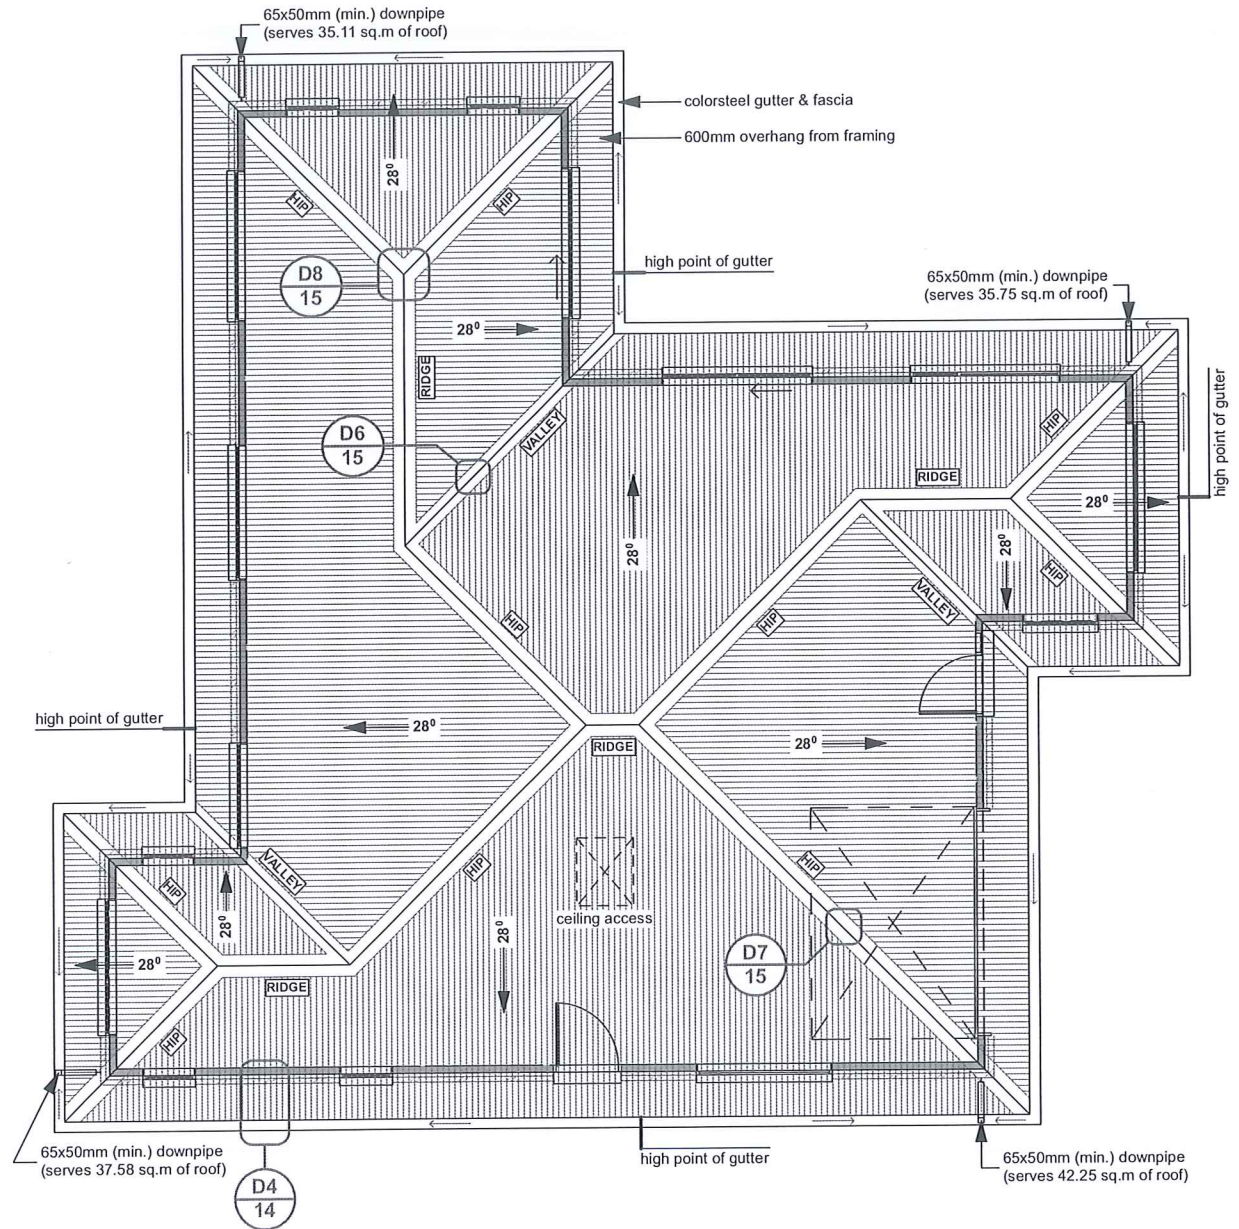 65x50mm (min.) downpipe
(serves 35.11 sq.m of roof)
colorsteel gutter & fascia
600mm overhang from framing
28⁰
HIP
HIP
D8
15
high point of gutter
65x50mm (min.) downpipe
(serves 35.75 sq.m of roof)
28⁰
RIDGE
high point of gutter
D6
15
VALLEY
HIP
RIDGE
28⁰
28⁰
28⁰
HIP
VALLEY
HIP
HIP
high point of gutter
28⁰
RIDGE
28⁰
VALLEY
HIP
HIP
HIP
28⁰
ceiling access
28⁰
28⁰
D7
15
RIDGE
HIP
65x50mm (min.) downpipe
(serves 37.58 sq.m of roof)
D4
14
high point of gutter
65x50mm (min.) downpipe
(serves 42.25 sq.m of roof)